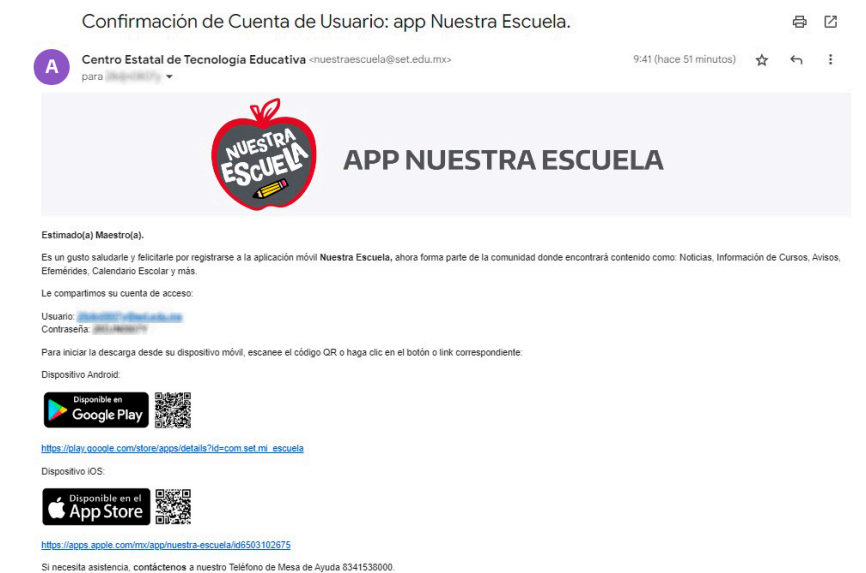 Confirmación de Cuenta de Usuario: app Nuestra Escuela.
A
Centro Estatal de Tecnología Educativa <nuestraescuela@set.edu.mx>
9:41 (hace 51 minutos)
para
NUESTRA
ESCUELA
APP NUESTRA ESCUELA
Estimado(a) Maestro(a).
Es un gusto saludarle y felicitarle por registrarse a la aplicación móvil Nuestra Escuela, ahora forma parte de la comunidad donde encontrará contenido como: Noticias, Información de Cursos, Avisos,
Efemérides, Calendario Escolar y más.
Le compartimos su cuenta de acceso:
Usuario:
Contraseña:
Para iniciar la descarga desde su dispositivo móvil, escanee el código QR o haga clic en el botón o link correspondiente:
Dispositivo Android:
Disponible en
Google Play
https://play.google.com/store/apps/details?id=com.set.mi_escuela
Dispositivo iOS:
Disponible en el
App Store
https://apps.apple.com/mx/app/nuestra-escuela/id6503102675
Si necesita asistencia, contáctenos a nuestro Teléfono de Mesa de Ayuda 8341538000.